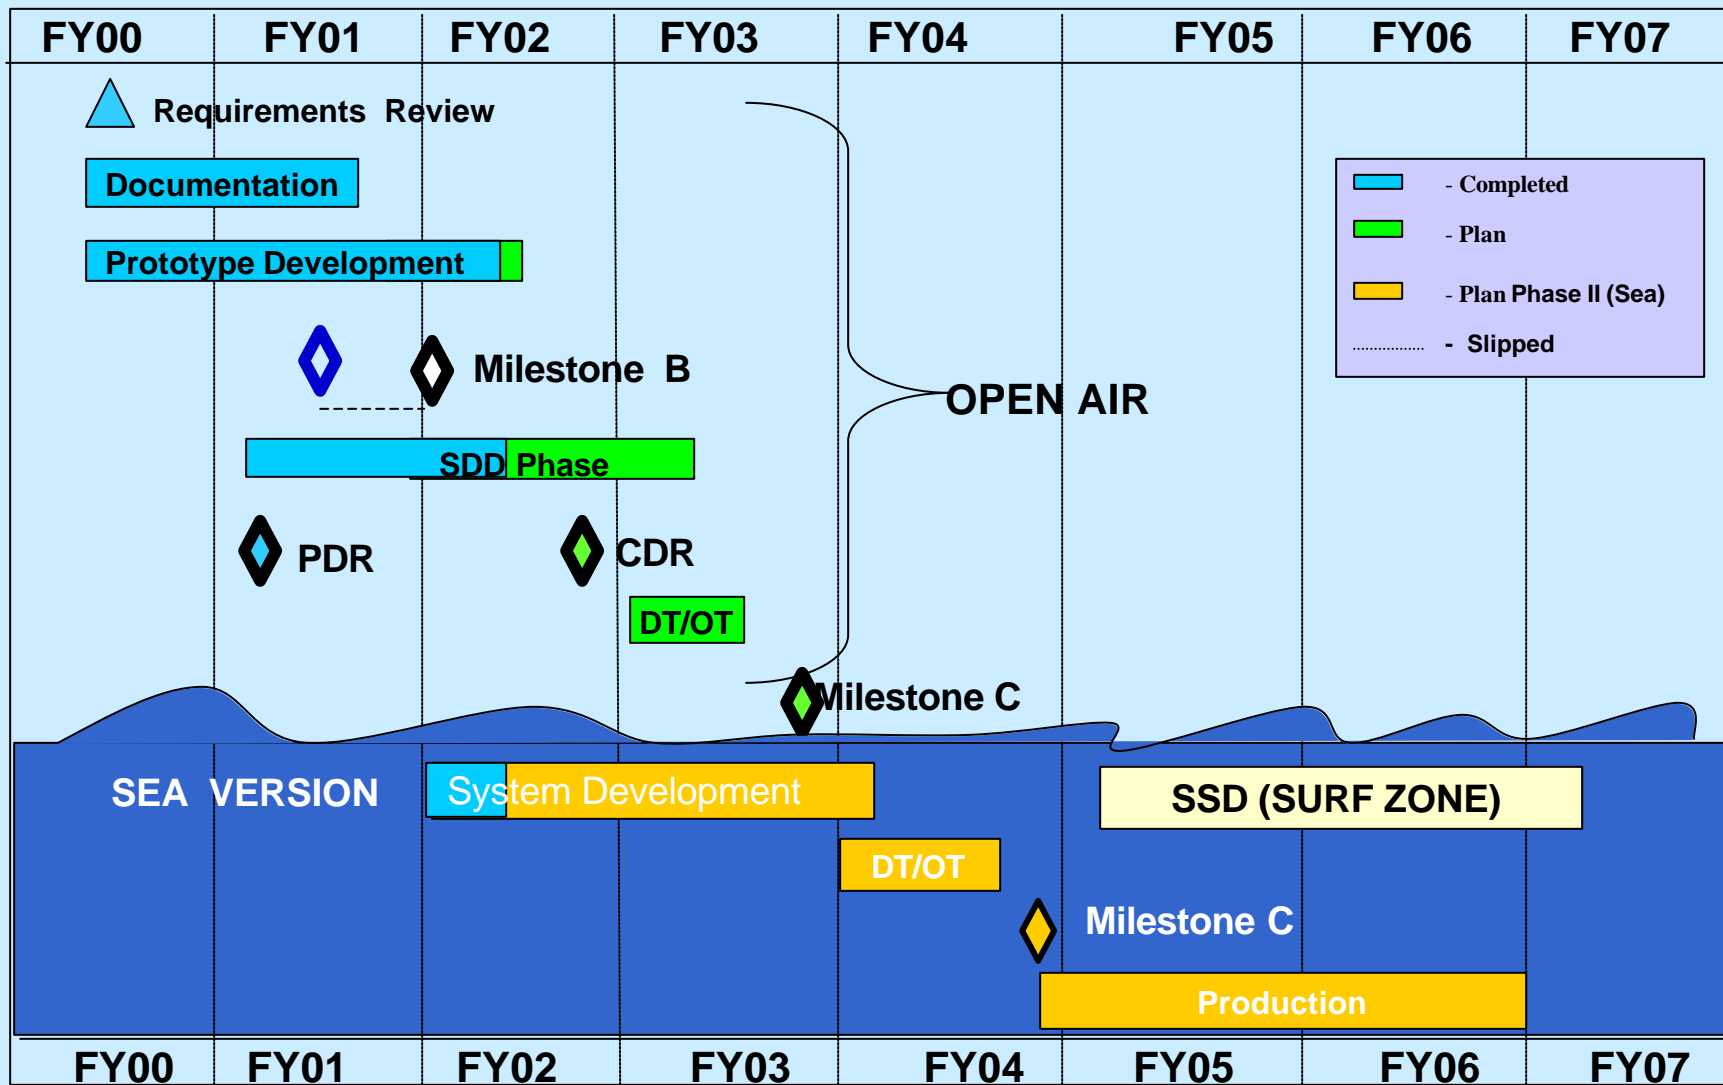 FY00 FY01 FY02 FY03 FY04 FY05 FY06 FY07
Requirements Review
Documentation
Prototype Development
- Completed
- Plan
- Plan Phase II (Sea)
- Slipped
Milestone B
OPEN AIR
SDD Phase
PDR
CDR
DT/OT
Milestone C
SEA VERSION
System Development
SSD (SURF ZONE)
DT/OT
Milestone C
Production
FY00 FY01 FY02 FY03 FY04 FY05 FY06 FY07